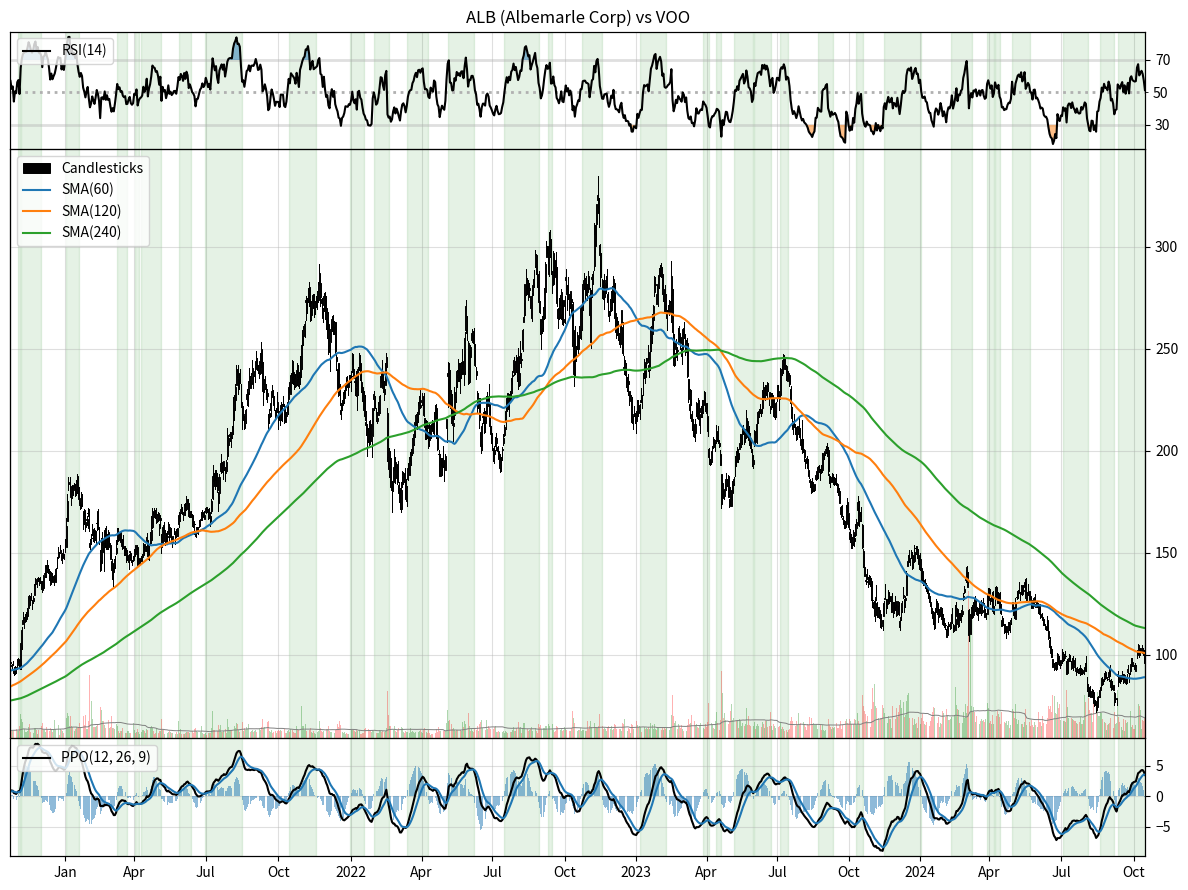 ALB (Albemarle Corp) vs VOO
RSI(14)
70
50
30
Candlesticks
SMA(60)
SMA(120)
SMA(240)
300
250
200
150
100
PPO(12, 26, 9)
5
0
−5
Jan Apr Jul Oct 2022 Apr Jul Oct 2023 Apr Jul Oct 2024 Apr Jul Oct